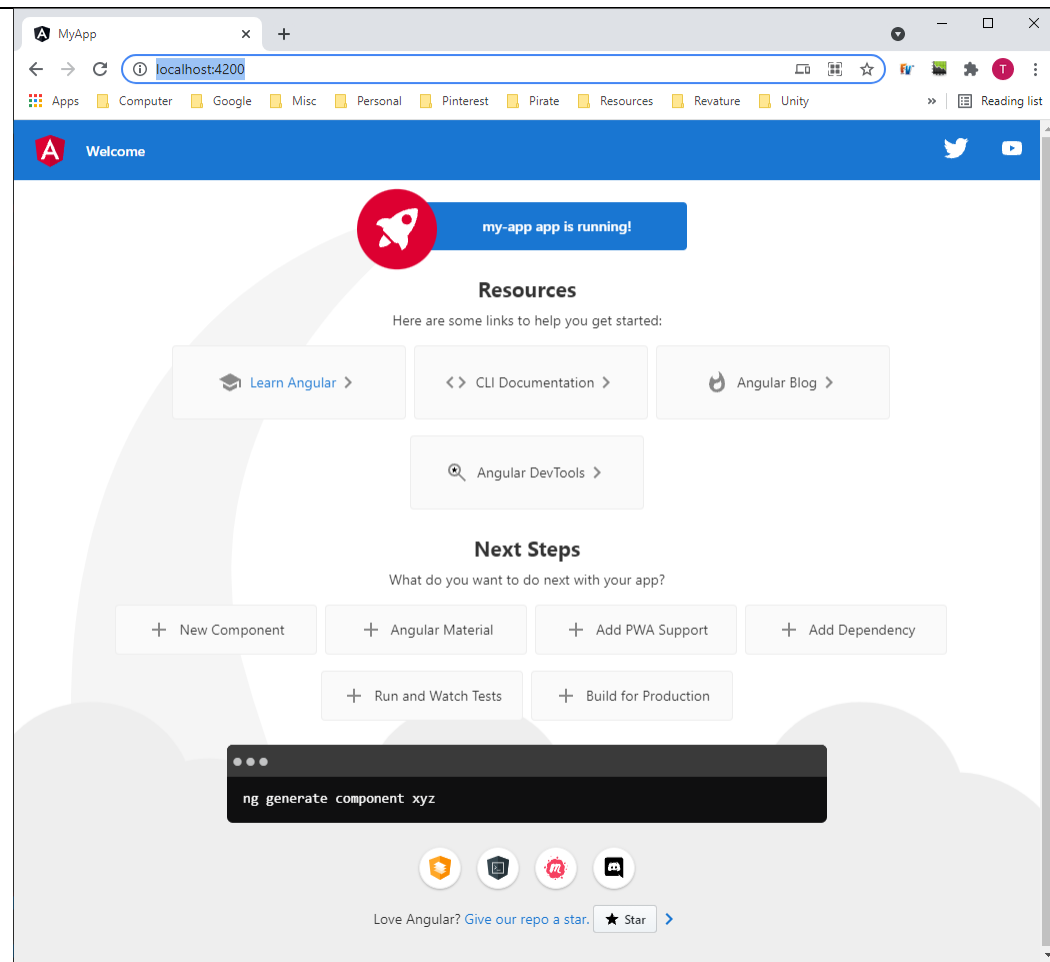 MyApp
localhost:4200
Apps Computer Google Misc Personal Pinterest Pirate Resources Revature Unity » Reading list
T
Welcome
my-app app is running!
Resources
Here are some links to help you get started:
Learn Angular
CLI Documentation
Angular Blog
Angular DevTools
Next Steps
What do you want to do next with your app?
New Component
Angular Material
Add PWA Support
Add Dependency
Run and Watch Tests
Build for Production
ng generate component xyz
Love Angular? Give our repo a star. Star